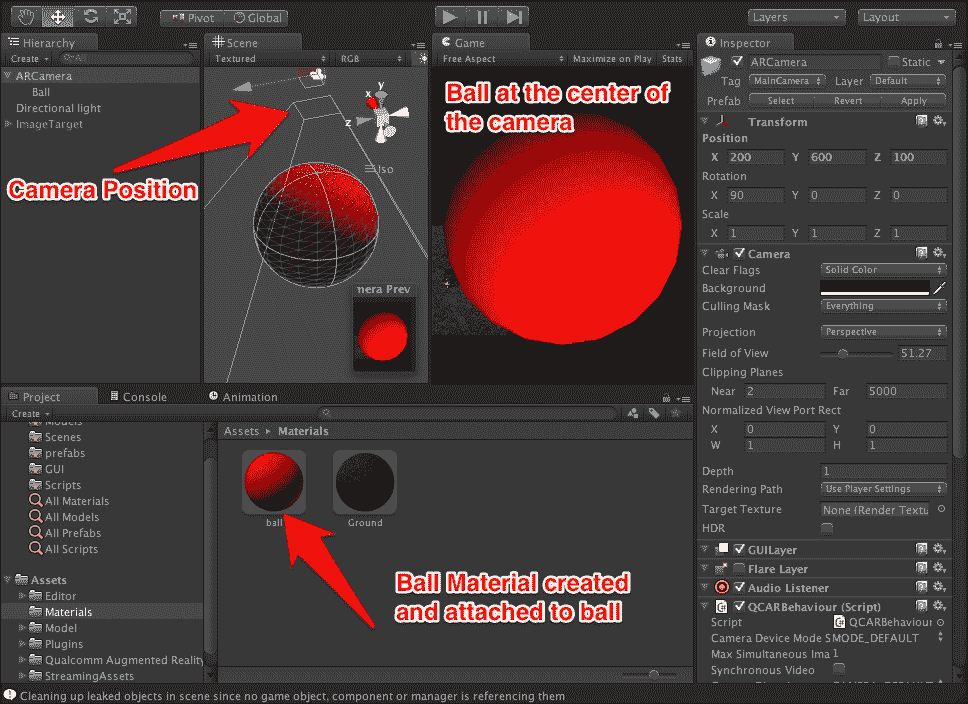 Pivot Global Layers Layout
Hierarchy
Create All
ARCamera
Ball
Directional light
ImageTarget
Camera Position
Scene
Textured RGB
x y
z
Iso
nera Prev
Game
Free Aspect Maximize on Play Stats
Ball at the center of
the camera
Inspector
ARCamera Static
Tag MainCamera Layer Default
Prefab Select Revert Apply
Transform
Position
X 200 Y 600 Z 100
Rotation
X 90 Y 0 Z 0
Scale
X 1 Y 1 Z 1
Camera
Clear Flags Solid Color
Background
Culling Mask Everything
Projection Perspective
Field of View 51.27
Clipping Planes
Near 2 Far 5000
Normalized View Port Rect
X 0 Y 0
W 1 H 1
Depth 1
Rendering Path Use Player Settings
Target Texture None (Render Textu
HDR
GUILayer
Flare Layer
Audio Listener
QCARBehaviour (Script)
Script QCARBehaviour
Camera Device Mode SMODE_DEFAULT
Max Simultaneous Ima 1
Synchronous Video
Project Console Animation
Create
Models
Scenes
prefabs
GUI
Scripts
All Materials
All Models
All Prefabs
All Scripts
Assets
Editor
Materials
Model
Plugins
Qualcomm Augmented Reality
StreamingAssets
Assets Materials
ball Ground
Ball Material created
and attached to ball
Cleaning up leaked objects in scene since no game object, component or manager is referencing them